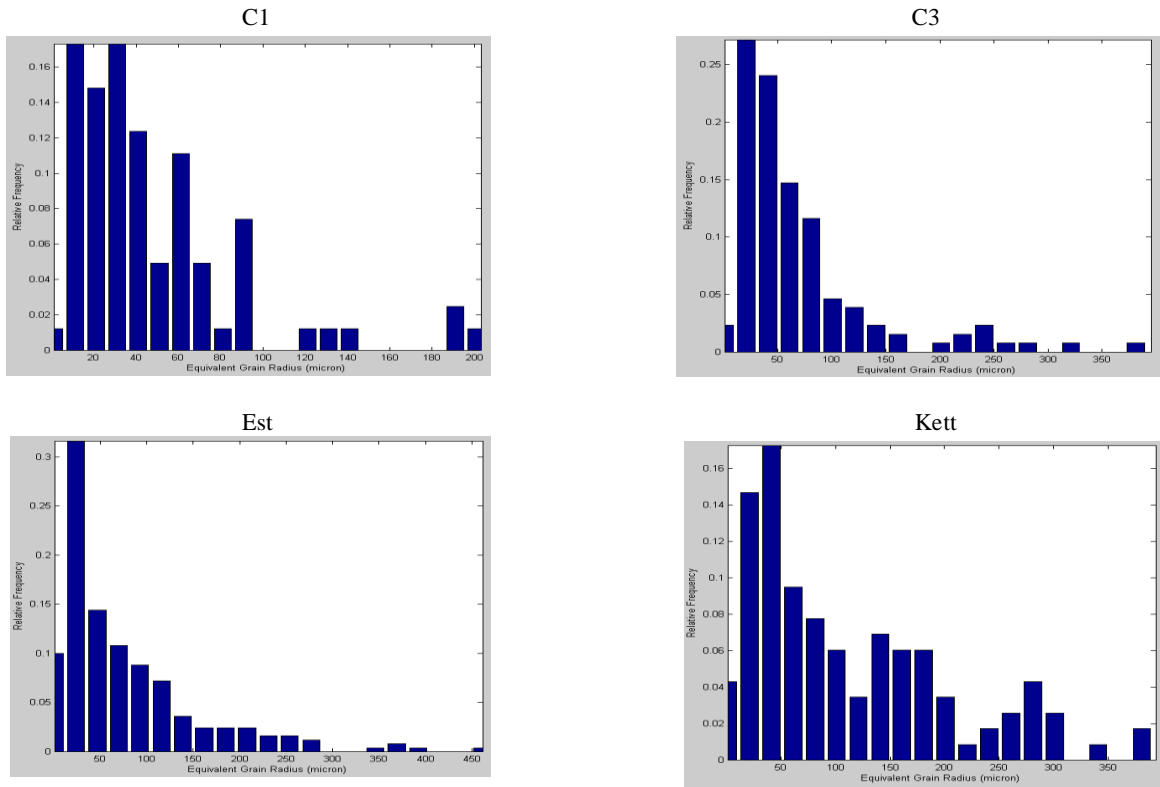 C1
C3
0.16
0.14
0.12
0.1
0.08
0.06
0.04
0.02
0
Relative Frequency
20 40 60 80 100 120 140 160 180 200
Equivalent Grain Radius (micron)
0.25
0.2
0.15
0.1
0.05
0
Relative Frequency
50 100 150 200 250 300 350
Equivalent Grain Radius (micron)
Est
Kett
0.3
0.25
0.2
0.15
0.1
0.05
0
Relative Frequency
50 100 150 200 250 300 350 400 450
Equivalent Grain Radius (micron)
0.16
0.14
0.12
0.1
0.08
0.06
0.04
0.02
0
Relative Frequency
50 100 150 200 250 300 350
Equivalent Grain Radius (micron)